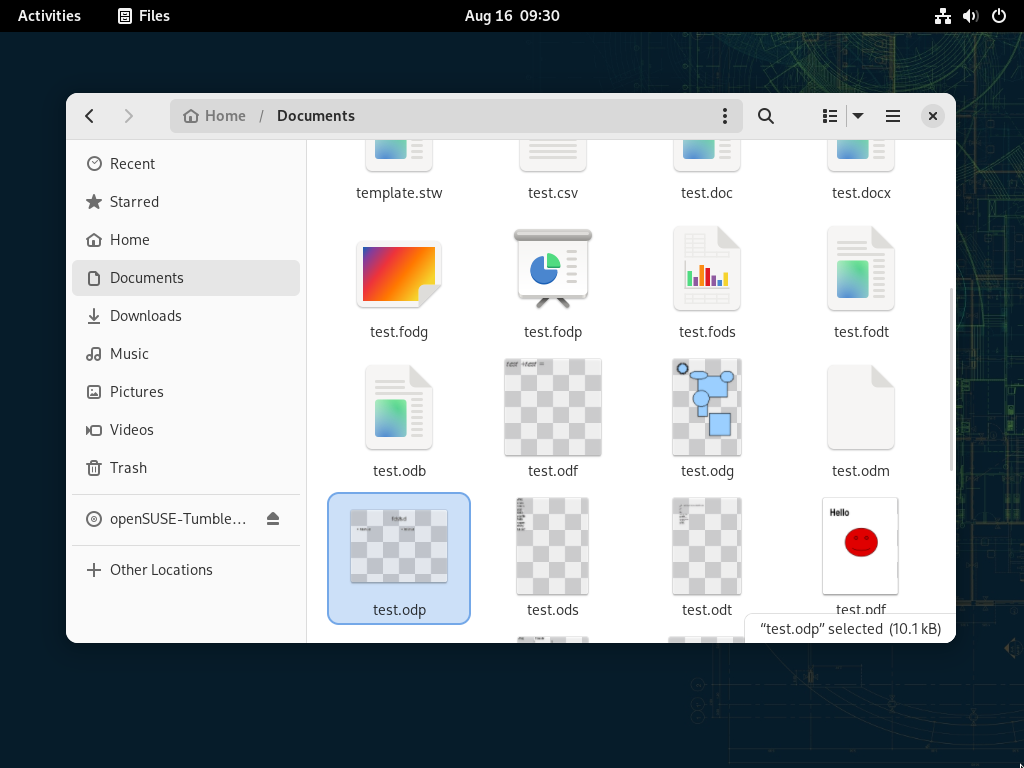 Activities Files Aug 16 09:30
Home / Documents
Recent
Starred
Home
Documents
Downloads
Music
Pictures
Videos
Trash
openSUSE-Tumble…
Other Locations
template.stw test.csv test.doc test.docx
test.fodg test.fodp test.fods test.fodt
test.odb test.odf test.odg test.odm
Hello
test.odp test.ods test.odt test.pdf
“test.odp” selected (10.1 kB)